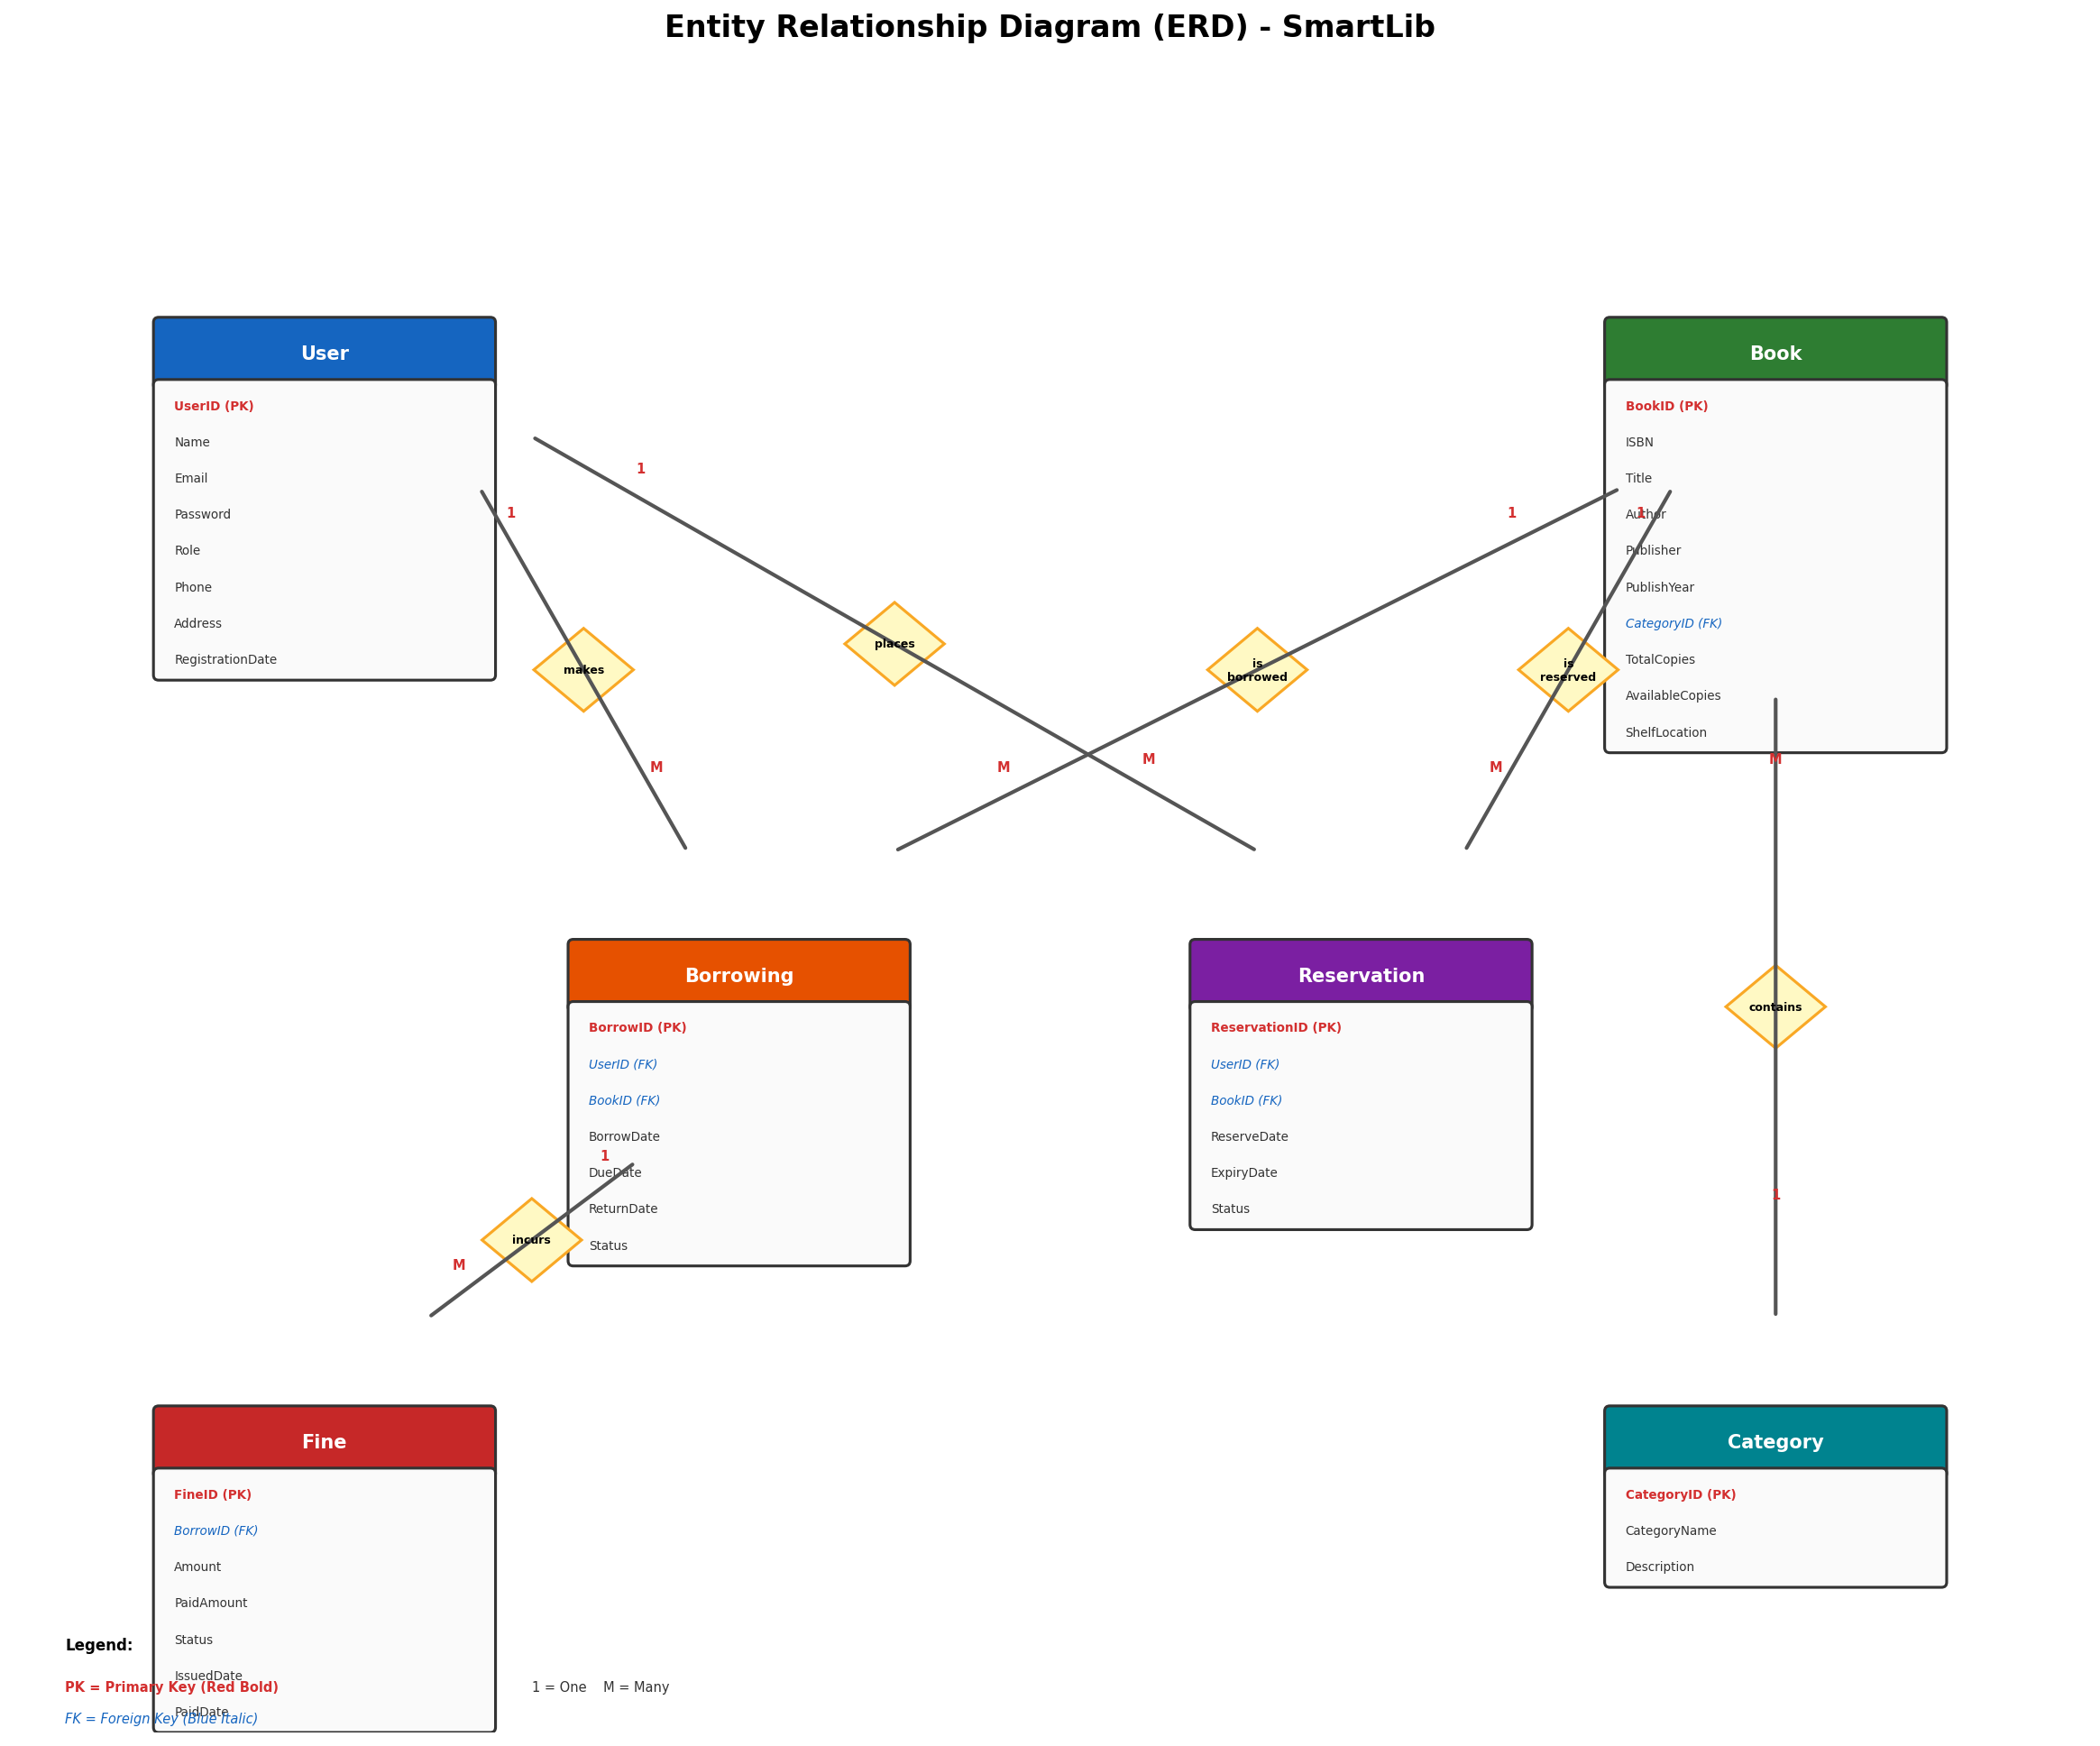 Entity Relationship Diagram (ERD) - SmartLib
User
UserID (PK)
Name
Email
Password
Role
Phone
Address
RegistrationDate
Book
BookID (PK)
ISBN
Title
Author
Publisher
PublishYear
CategoryID (FK)
TotalCopies
AvailableCopies
ShelfLocation
1
1
1
1
makes
places
is
borrowed
is
reserved
M
M
M
M
M
Borrowing
BorrowID (PK)
UserID (FK)
BookID (FK)
BorrowDate
DueDate
ReturnDate
Status
Reservation
ReservationID (PK)
UserID (FK)
BookID (FK)
ReserveDate
ExpiryDate
Status
contains
1
1
incurs
M
Fine
FineID (PK)
BorrowID (FK)
Amount
PaidAmount
Status
IssuedDate
PaidDate
Category
CategoryID (PK)
CategoryName
Description
Legend:
PK = Primary Key (Red Bold)
FK = Foreign Key (Blue Italic)
1 = One    M = Many